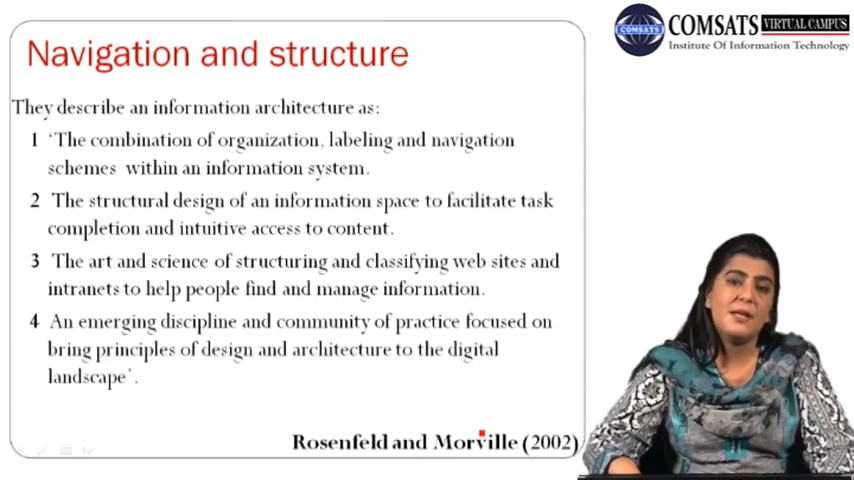 Navigation and structure
COMSATS
COMSATS VIRTUAL CAMPUS
Institute Of Information Technology
They describe an information architecture as:
1 ‘The combination of organization, labeling and navigation
schemes within an information system.
2 The structural design of an information space to facilitate task
completion and intuitive access to content.
3 The art and science of structuring and classifying web sites and
intranets to help people find and manage information.
4 An emerging discipline and community of practice focused on
bring principles of design and architecture to the digital
landscape’.
Rosenfeld and Morville (2002)